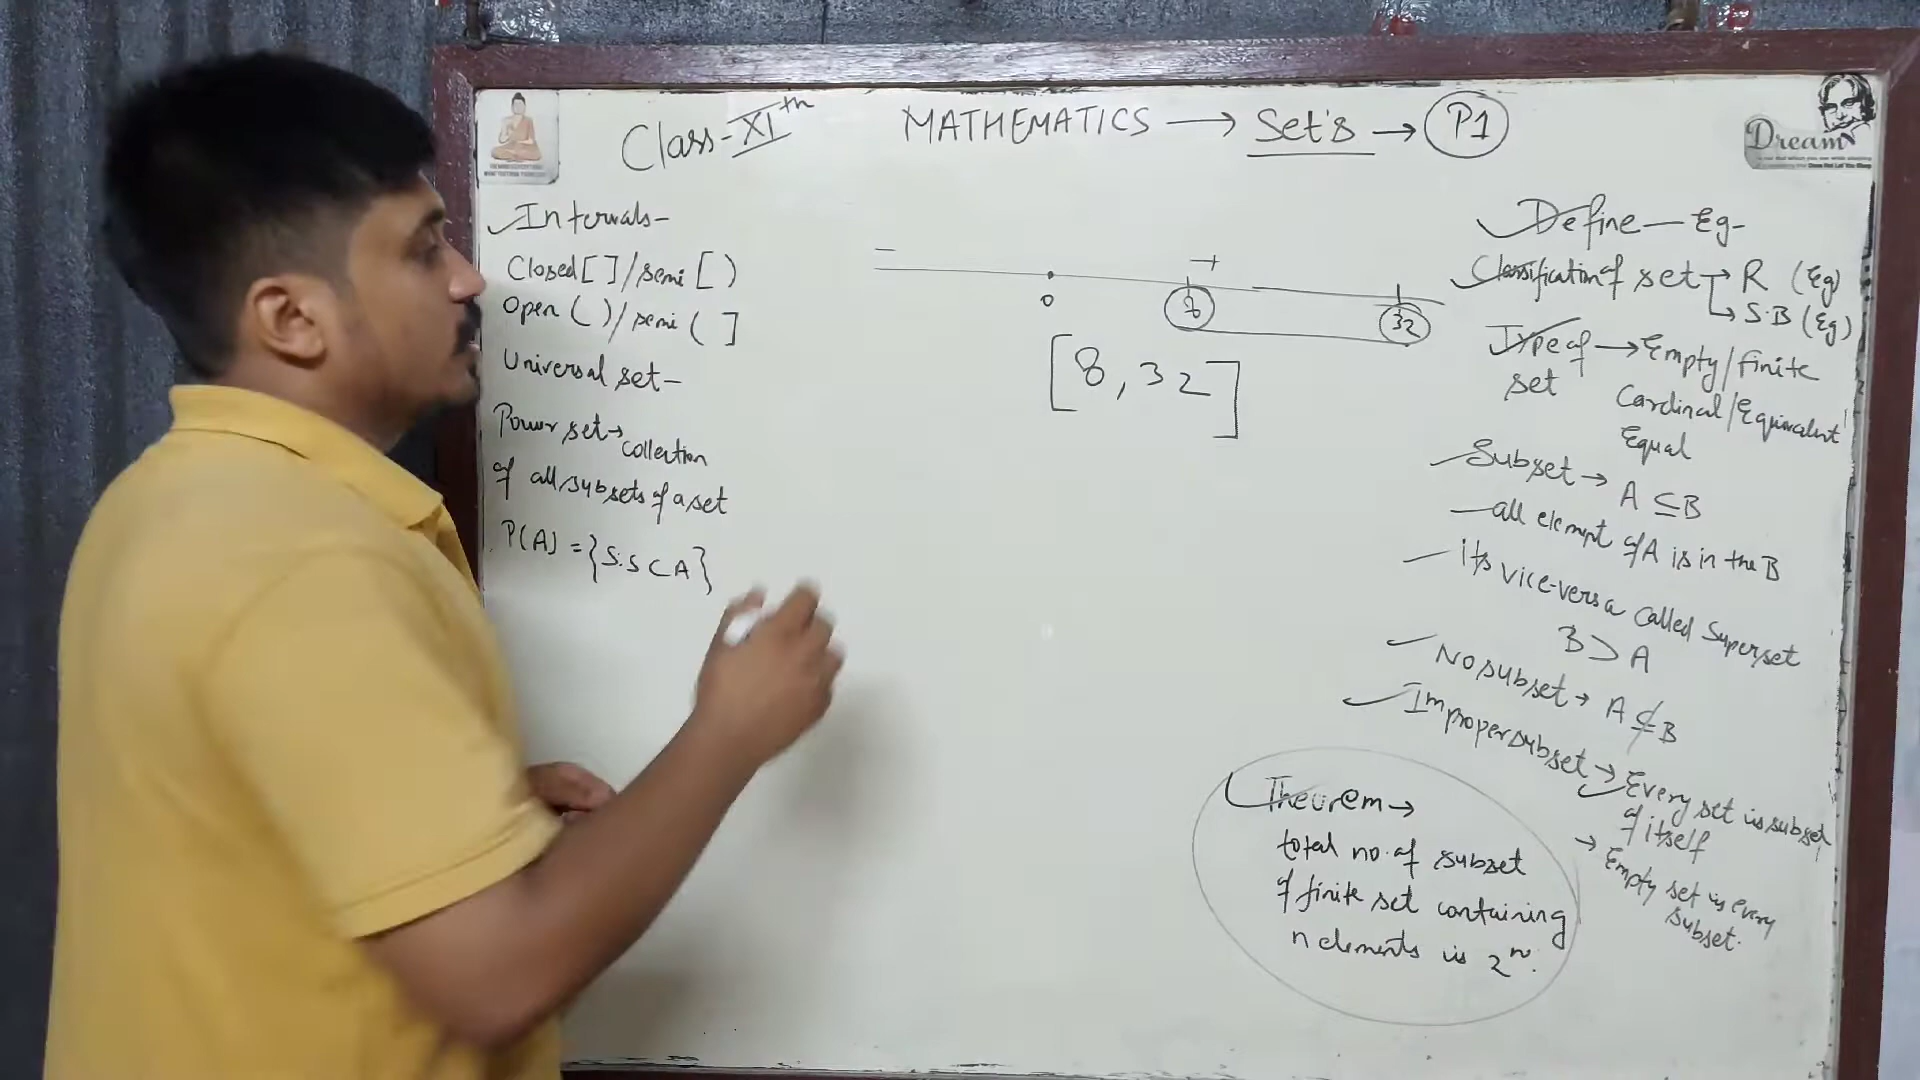 Class-XIth MATHEMATICS → Set's → P1
Intervals-
Closed[]/semi[)
Open()/semi(]
Universal set-
Power set→ collection
of all subsets of a set
P(A) = {S:S⊂A}
- +
0 8 32
[8,32]
Define - Eg-
Classification of set → R (Eg)
↳ S.B (Eg)
Type of set → Empty/finite
Cardinal/Equivalent
Equal
Subset → A ⊆ B
- all element of A is in the B
- its vice-versa called Superset
B ⊃ A
No subset → A ⊈ B
Impropersubset → Every set is subset
of itself
→ Empty set is every
subset.
Theorem →
total no. of subset
of finite set containing
n elements is 2ⁿ.
Dream